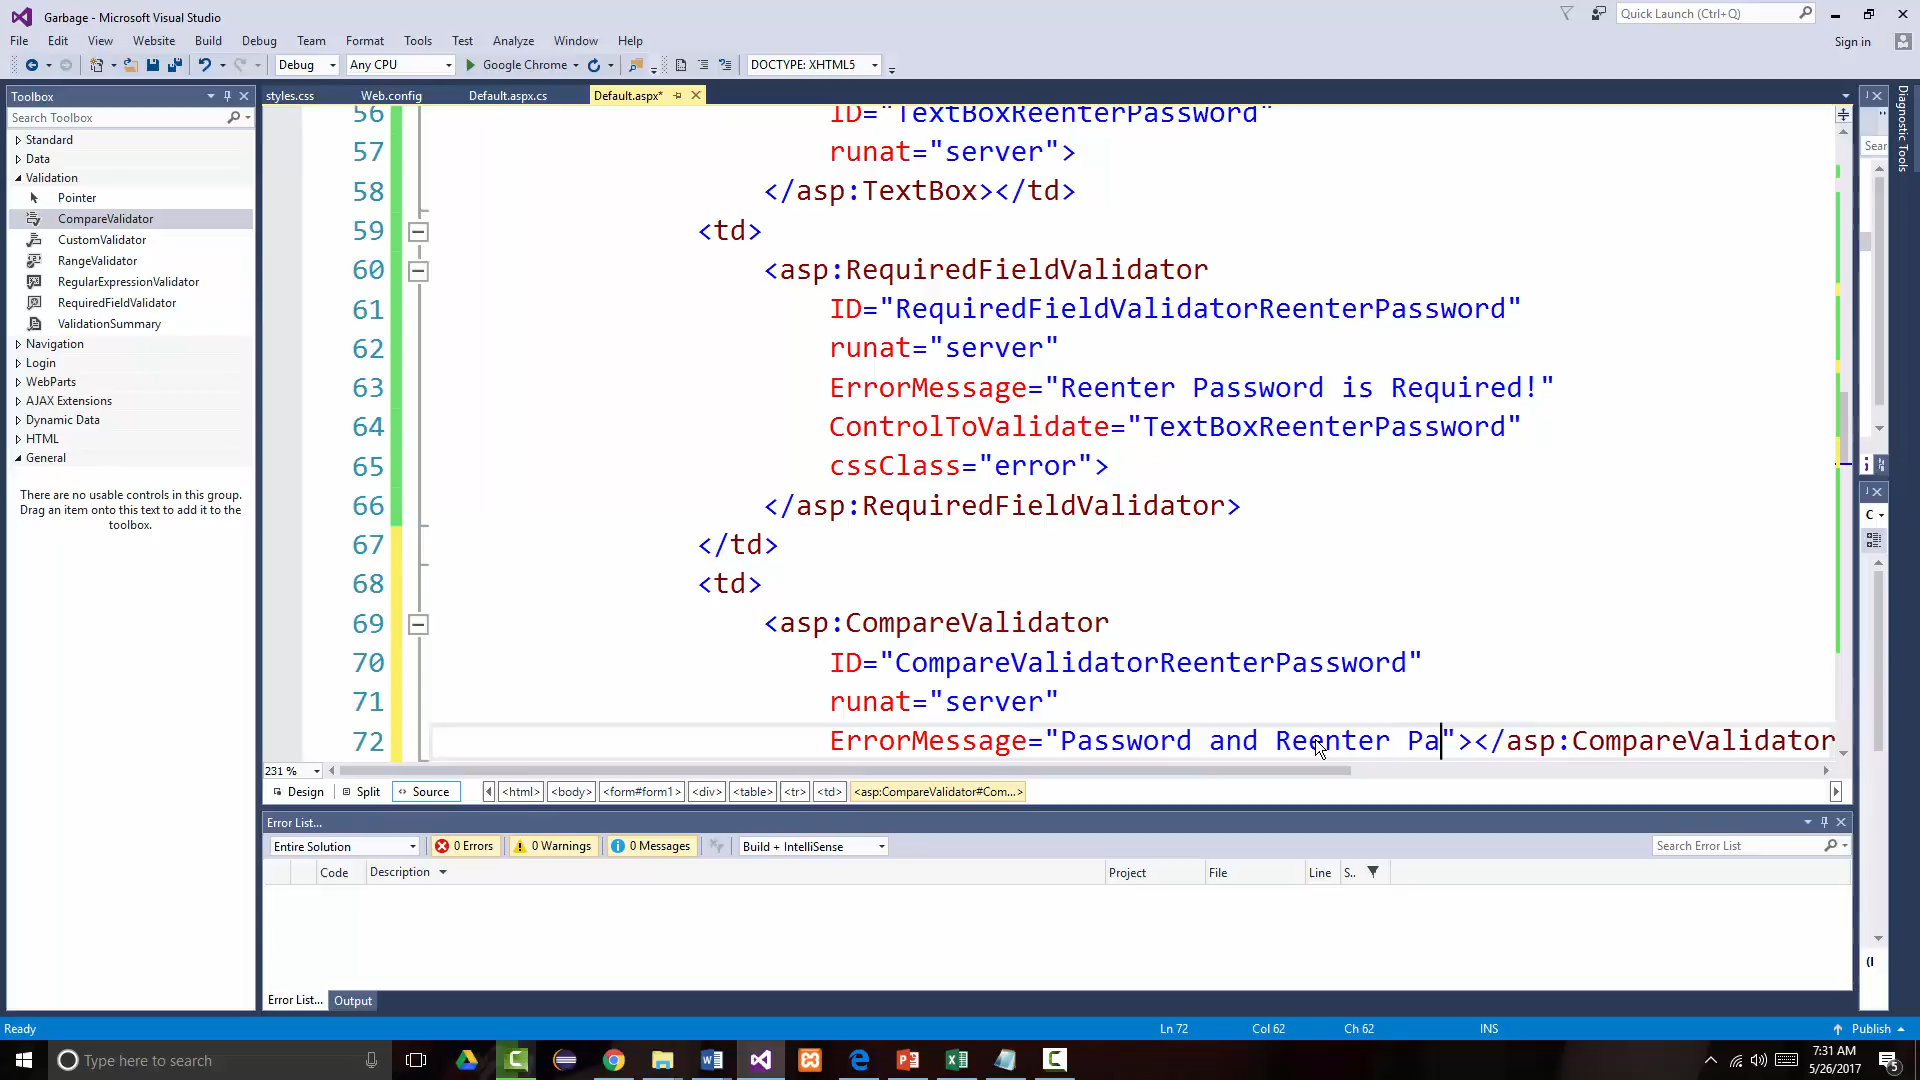 Garbage - Microsoft Visual Studio
Quick Launch (Ctrl+Q)
File Edit View Website Build Debug Team Format Tools Test Analyze Window Help
Sign in
Debug Any CPU Google Chrome DOCTYPE: XHTML5
Toolbox
styles.css Web.config Default.aspx.cs Default.aspx*
Search Toolbox
Standard
Data
Validation
Pointer
CompareValidator
CustomValidator
RangeValidator
RegularExpressionValidator
RequiredFieldValidator
ValidationSummary
Navigation
Login
WebParts
AJAX Extensions
Dynamic Data
HTML
General
There are no usable controls in this group.
Drag an item onto this text to add it to the
toolbox.
56 ID="TextBoxReenterPassword"
57 runat="server">
58 </asp:TextBox></td>
59 <td>
60 <asp:RequiredFieldValidator
61 ID="RequiredFieldValidatorReenterPassword"
62 runat="server"
63 ErrorMessage="Reenter Password is Required!"
64 ControlToValidate="TextBoxReenterPassword"
65 cssClass="error">
66 </asp:RequiredFieldValidator>
67 </td>
68 <td>
69 <asp:CompareValidator
70 ID="CompareValidatorReenterPassword"
71 runat="server"
72 ErrorMessage="Password and Reenter Pa"></asp:CompareValidator
Diagnostic Tools
Sear
C
231 %
Design Split Source <html> <body> <form#form1> <div> <table> <tr> <td> <asp:CompareValidator#Com...>
Error List...
Entire Solution 0 Errors 0 Warnings 0 Messages Build + IntelliSense Search Error List
Code Description Project File Line S..
Error List... Output
Ready Ln 72 Col 62 Ch 62 INS Publish
Type here to search
7:31 AM
5/26/2017
5